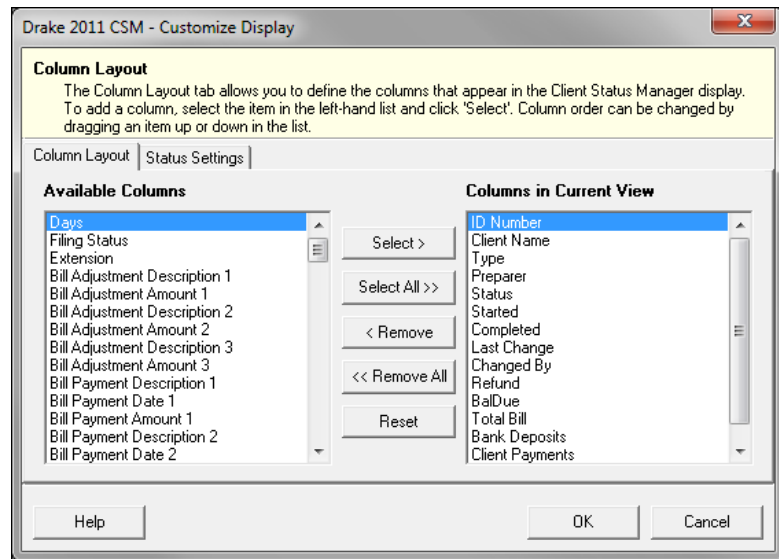 Drake 2011 CSM - Customize Display
Column Layout
The Column Layout tab allows you to define the columns that appear in the Client Status Manager display.
To add a column, select the item in the left-hand list and click 'Select'. Column order can be changed by
dragging an item up or down in the list.
Column Layout
Status Settings
Available Columns
Days
Filing Status
Extension
Bill Adjustment Description 1
Bill Adjustment Amount 1
Bill Adjustment Description 2
Bill Adjustment Amount 2
Bill Adjustment Description 3
Bill Adjustment Amount 3
Bill Payment Description 1
Bill Payment Date 1
Bill Payment Amount 1
Bill Payment Description 2
Bill Payment Date 2
Select >
Select All >>
< Remove
<< Remove All
Reset
Columns in Current View
ID Number
Client Name
Type
Preparer
Status
Started
Completed
Last Change
Changed By
Refund
BalDue
Total Bill
Bank Deposits
Client Payments
Help
OK
Cancel